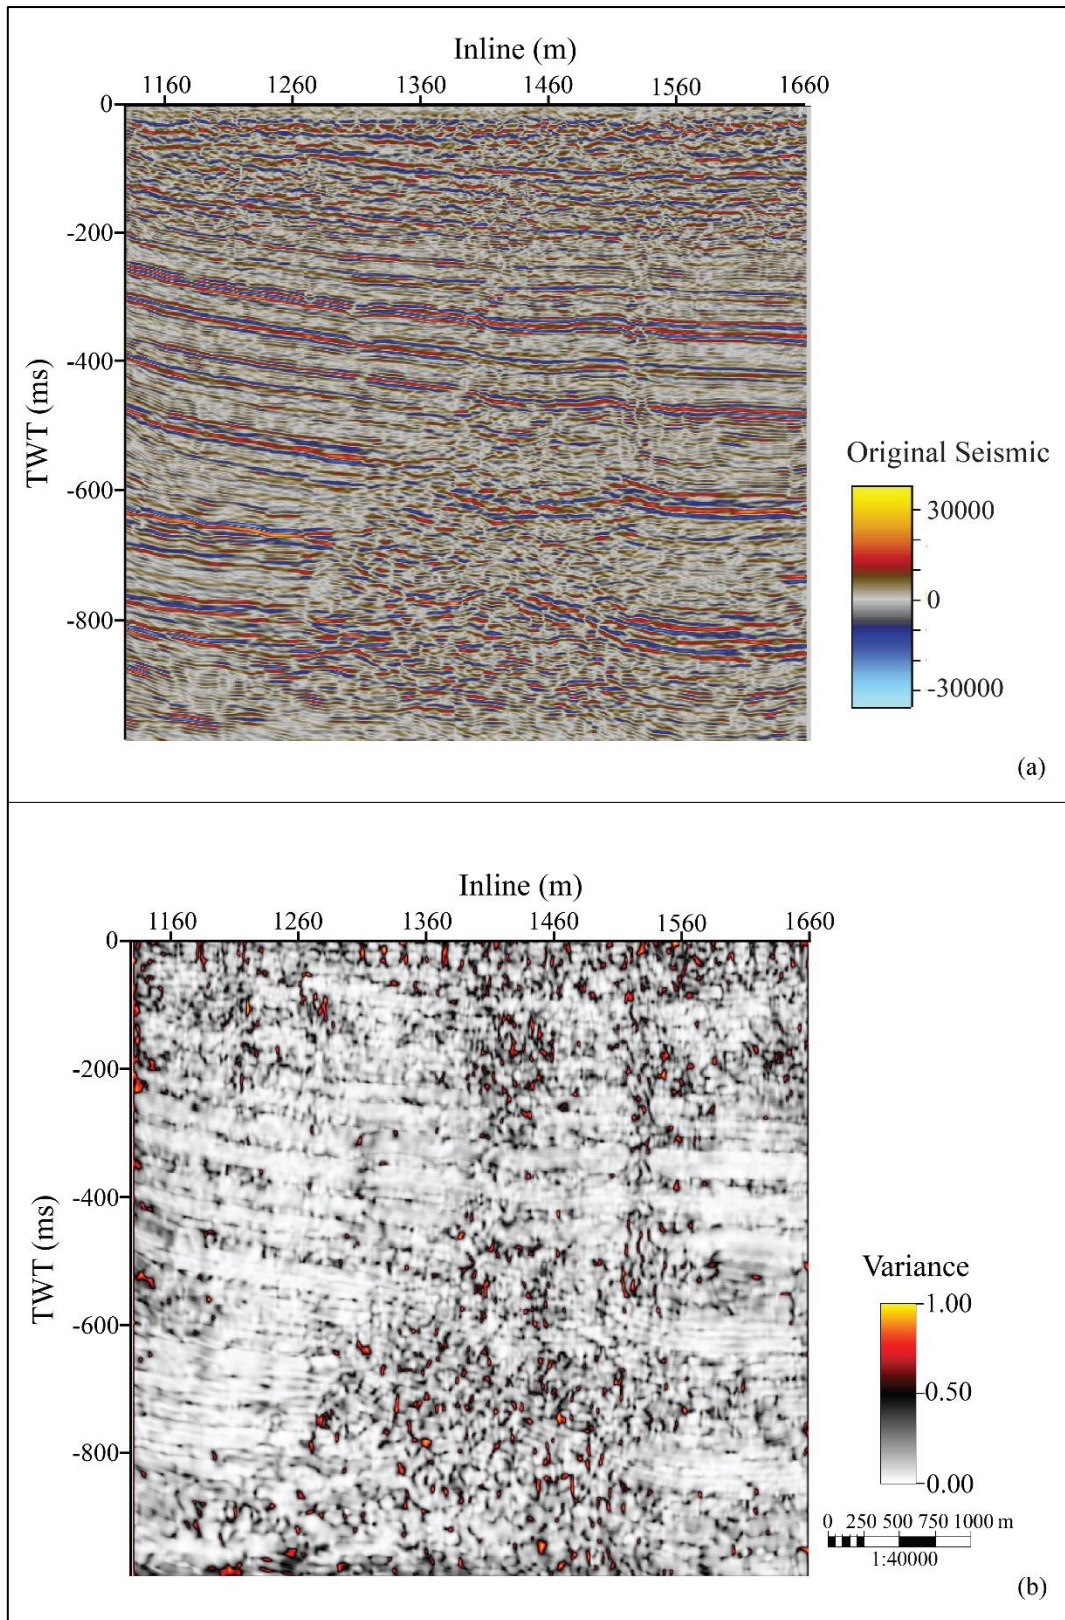 Inline (m)
1160 1260 1360 1460 1560 1660
0
-200
-400
-600
-800
TWT (ms)
Original Seismic
30000
0
-30000
(a)
Inline (m)
1160 1260 1360 1460 1560 1660
0
-200
-400
-600
-800
TWT (ms)
Variance
1.00
0.50
0.00
0 250 500 750 1000 m
1:40000
(b)